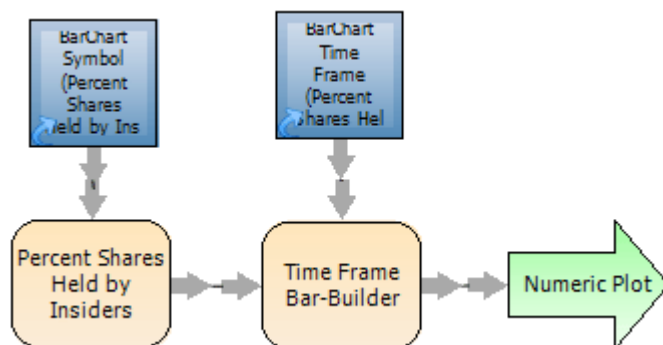 BarChart
Symbol
(Percent
Shares
Held by Ins
BarChart
Time
Frame
(Percent
Shares Hel
Percent Shares
Held by
Insiders
Time Frame
Bar-Builder
Numeric Plot